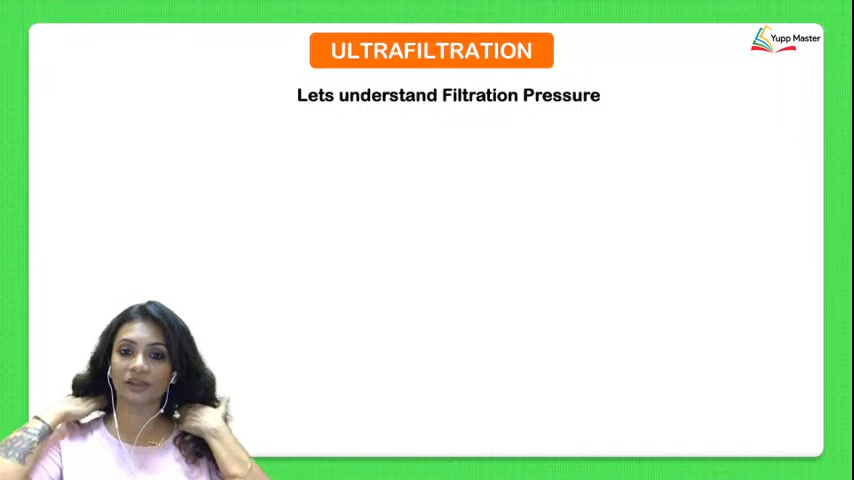 ULTRAFILTRATION
Yupp Master
Lets understand Filtration Pressure